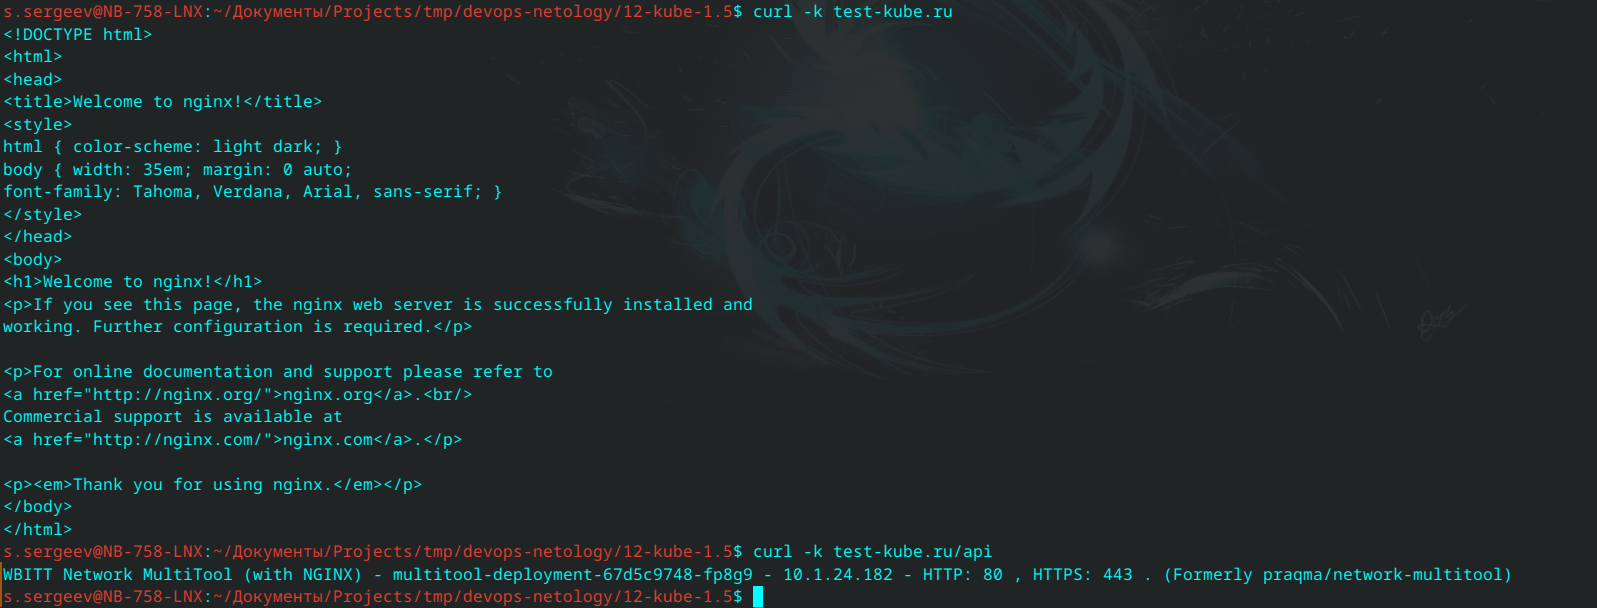 s.sergeev@NB-758-LNX:~/Документы/Projects/tmp/devops-netology/12-kube-1.5$ curl -k test-kube.ru
<!DOCTYPE html>
<html>
<head>
<title>Welcome to nginx!</title>
<style>
html { color-scheme: light dark; }
body { width: 35em; margin: 0 auto;
font-family: Tahoma, Verdana, Arial, sans-serif; }
</style>
</head>
<body>
<h1>Welcome to nginx!</h1>
<p>If you see this page, the nginx web server is successfully installed and
working. Further configuration is required.</p>

<p>For online documentation and support please refer to
<a href="http://nginx.org/">nginx.org</a>.<br/>
Commercial support is available at
<a href="http://nginx.com/">nginx.com</a>.</p>

<p><em>Thank you for using nginx.</em></p>
</body>
</html>
s.sergeev@NB-758-LNX:~/Документы/Projects/tmp/devops-netology/12-kube-1.5$ curl -k test-kube.ru/api
WBITT Network MultiTool (with NGINX) - multitool-deployment-67d5c9748-fp8g9 - 10.1.24.182 - HTTP: 80 , HTTPS: 443 . (Formerly praqma/network-multitool)
s.sergeev@NB-758-LNX:~/Документы/Projects/tmp/devops-netology/12-kube-1.5$